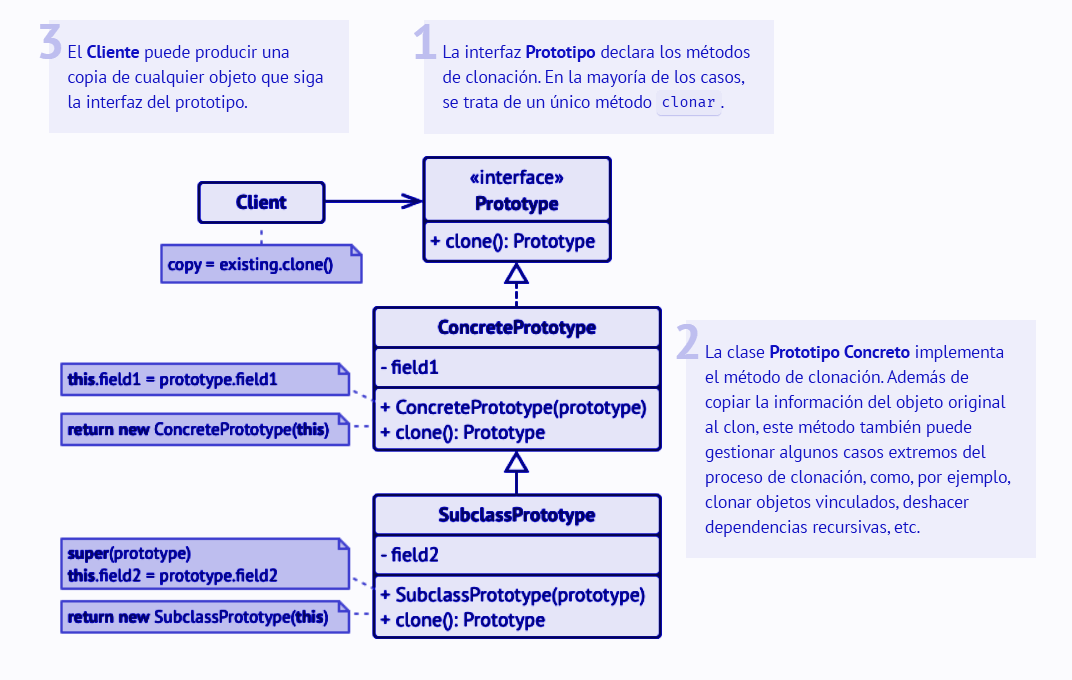 3
El Cliente puede producir una
copia de cualquier objeto que siga
la interfaz del prototipo.
1
La interfaz Prototipo declara los métodos
de clonación. En la mayoría de los casos,
se trata de un único método clonar.
«interface»
Prototype
+ clone(): Prototype
Client
copy = existing.clone()
ConcretePrototype
- field1
+ ConcretePrototype(prototype)
+ clone(): Prototype
this.field1 = prototype.field1
return new ConcretePrototype(this)
2
La clase Prototipo Concreto implementa
el método de clonación. Además de
copiar la información del objeto original
al clon, este método también puede
gestionar algunos casos extremos del
proceso de clonación, como, por ejemplo,
clonar objetos vinculados, deshacer
dependencias recursivas, etc.
SubclassPrototype
- field2
+ SubclassPrototype(prototype)
+ clone(): Prototype
super(prototype)
this.field2 = prototype.field2
return new SubclassPrototype(this)